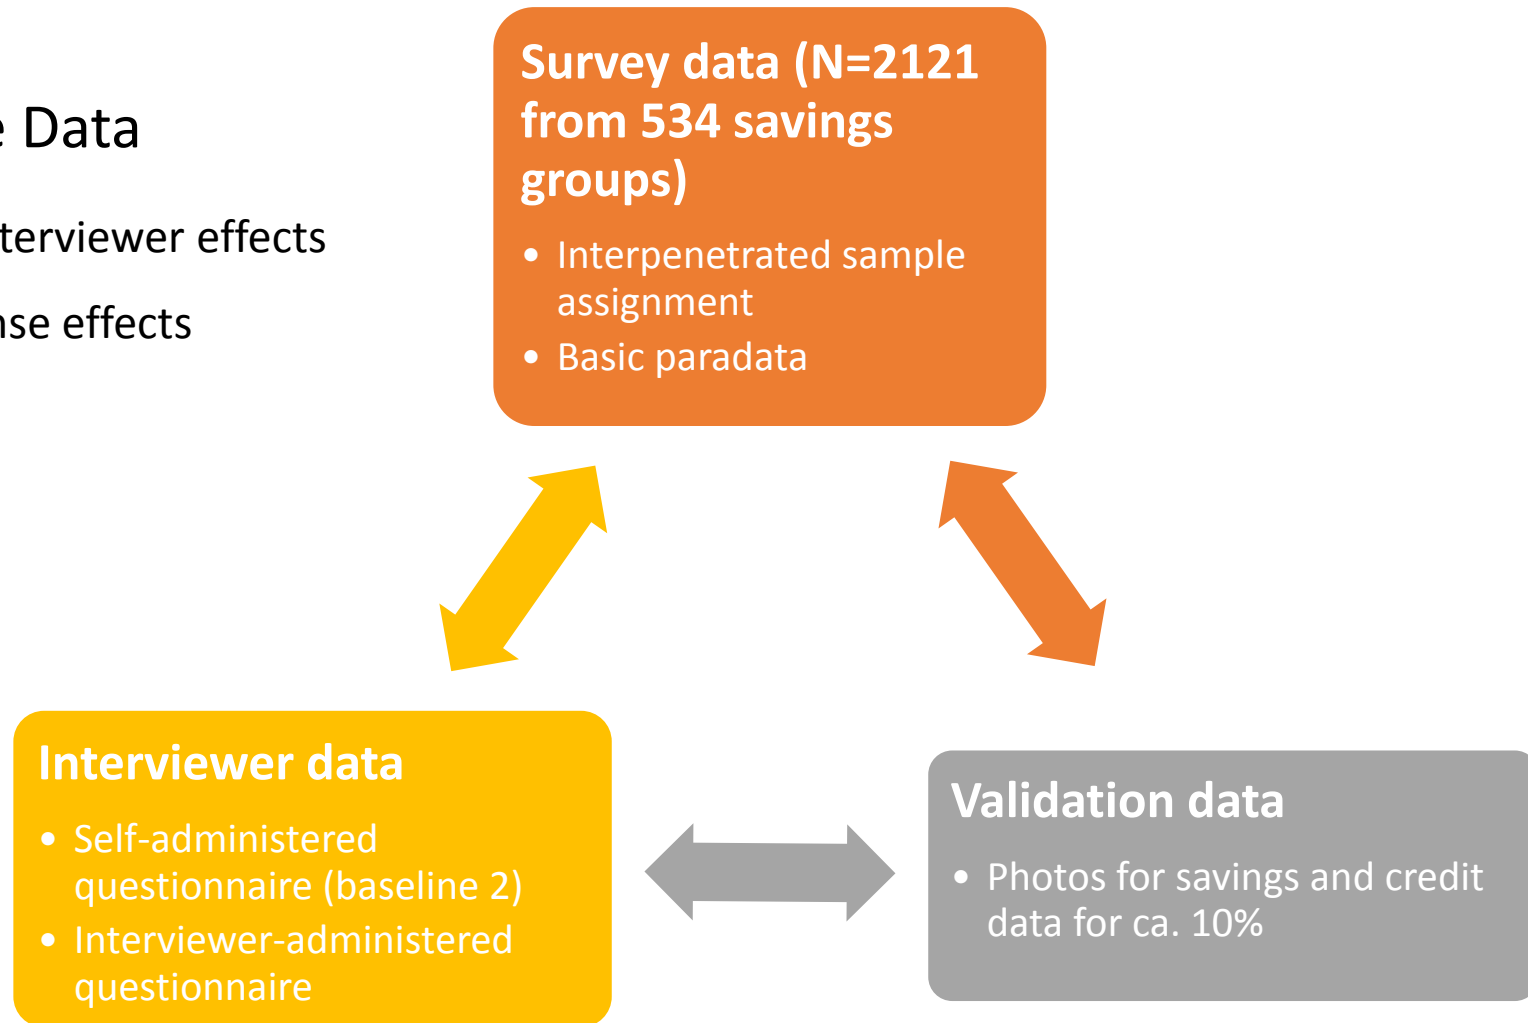 e Data
terviewer effects
nse effects
Survey data (N=2121
from 534 savings
groups)
• Interpenetrated sample
assignment
• Basic paradata
Interviewer data
• Self-administered
questionnaire (baseline 2)
• Interviewer-administered
questionnaire
Validation data
• Photos for savings and credit
data for ca. 10%